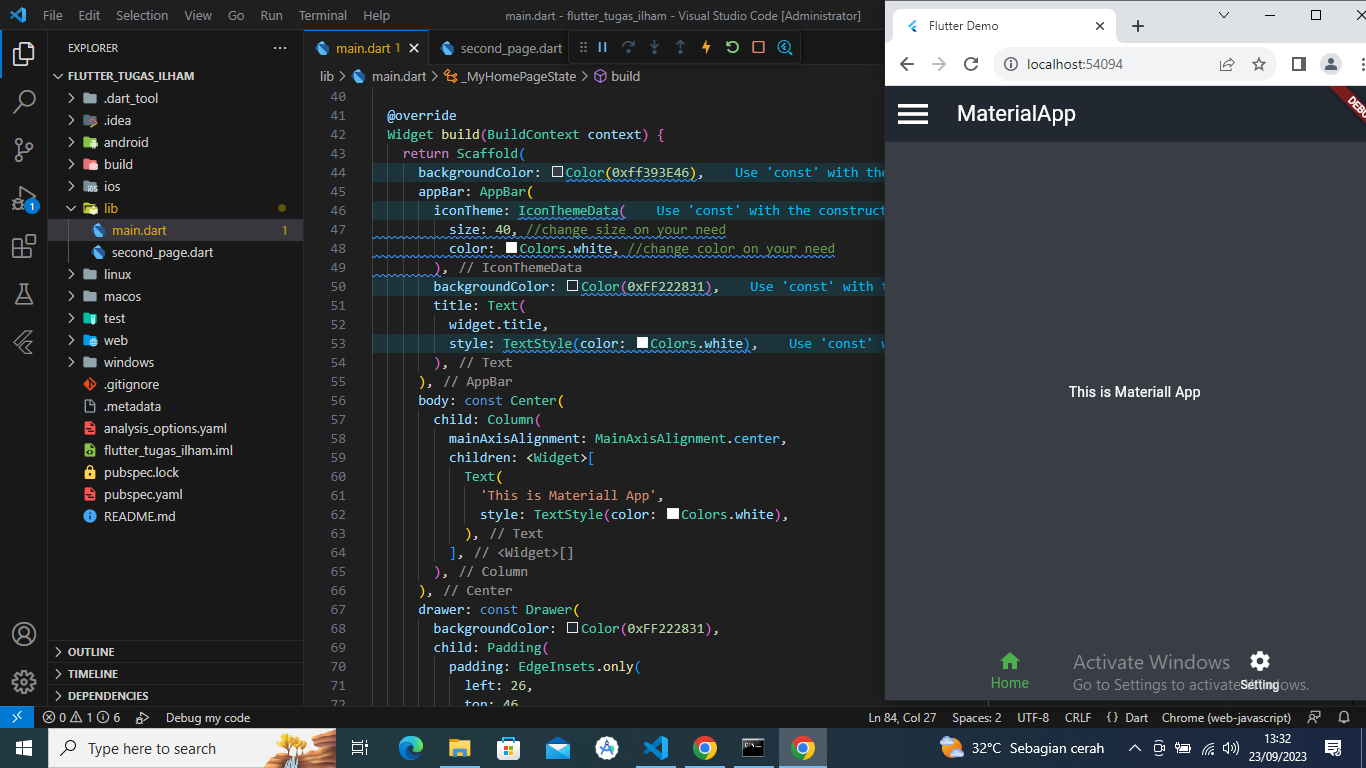 File Edit Selection View Go Run Terminal Help
main.dart - flutter_tugas_ilham - Visual Studio Code [Administrator]
EXPLORER
FLUTTER_TUGAS_ILHAM
.dart_tool
.idea
android
build
ios
lib
main.dart 1
second_page.dart
linux
macos
test
web
windows
.gitignore
.metadata
analysis_options.yaml
flutter_tugas_ilham.iml
pubspec.lock
pubspec.yaml
README.md
OUTLINE
TIMELINE
DEPENDENCIES
1
main.dart 1
second_page.dart
lib > main.dart > _MyHomePageState > build
40
41 @override
42 Widget build(BuildContext context) {
43 return Scaffold(
44 backgroundColor: Color(0xff393E46), Use 'const' with the
45 appBar: AppBar(
46 iconTheme: IconThemeData( Use 'const' with the construct
47 size: 40, //change size on your need
48 color: Colors.white, //change color on your need
49 ), // IconThemeData
50 backgroundColor: Color(0xFF222831), Use 'const' with
51 title: Text(
52 widget.title,
53 style: TextStyle(color: Colors.white), Use 'const'
54 ), // Text
55 ), // AppBar
56 body: const Center(
57 child: Column(
58 mainAxisAlignment: MainAxisAlignment.center,
59 children: <Widget>[
60 Text(
61 'This is Materiall App',
62 style: TextStyle(color: Colors.white),
63 ), // Text
64 ], // <Widget>[]
65 ), // Column
66 ), // Center
67 drawer: const Drawer(
68 backgroundColor: Color(0xFF222831),
69 child: Padding(
70 padding: EdgeInsets.only(
71 left: 26,
72 top: 46,
Flutter Demo
localhost:54094
MaterialApp
DEBU
This is Materiall App
Home
Setting
Activate Windows
Go to Settings to activate Windows.
0 1 6 Debug my code
Ln 84, Col 27 Spaces: 2 UTF-8 CRLF {} Dart Chrome (web-javascript)
Type here to search
32°C Sebagian cerah
13:32
23/09/2023